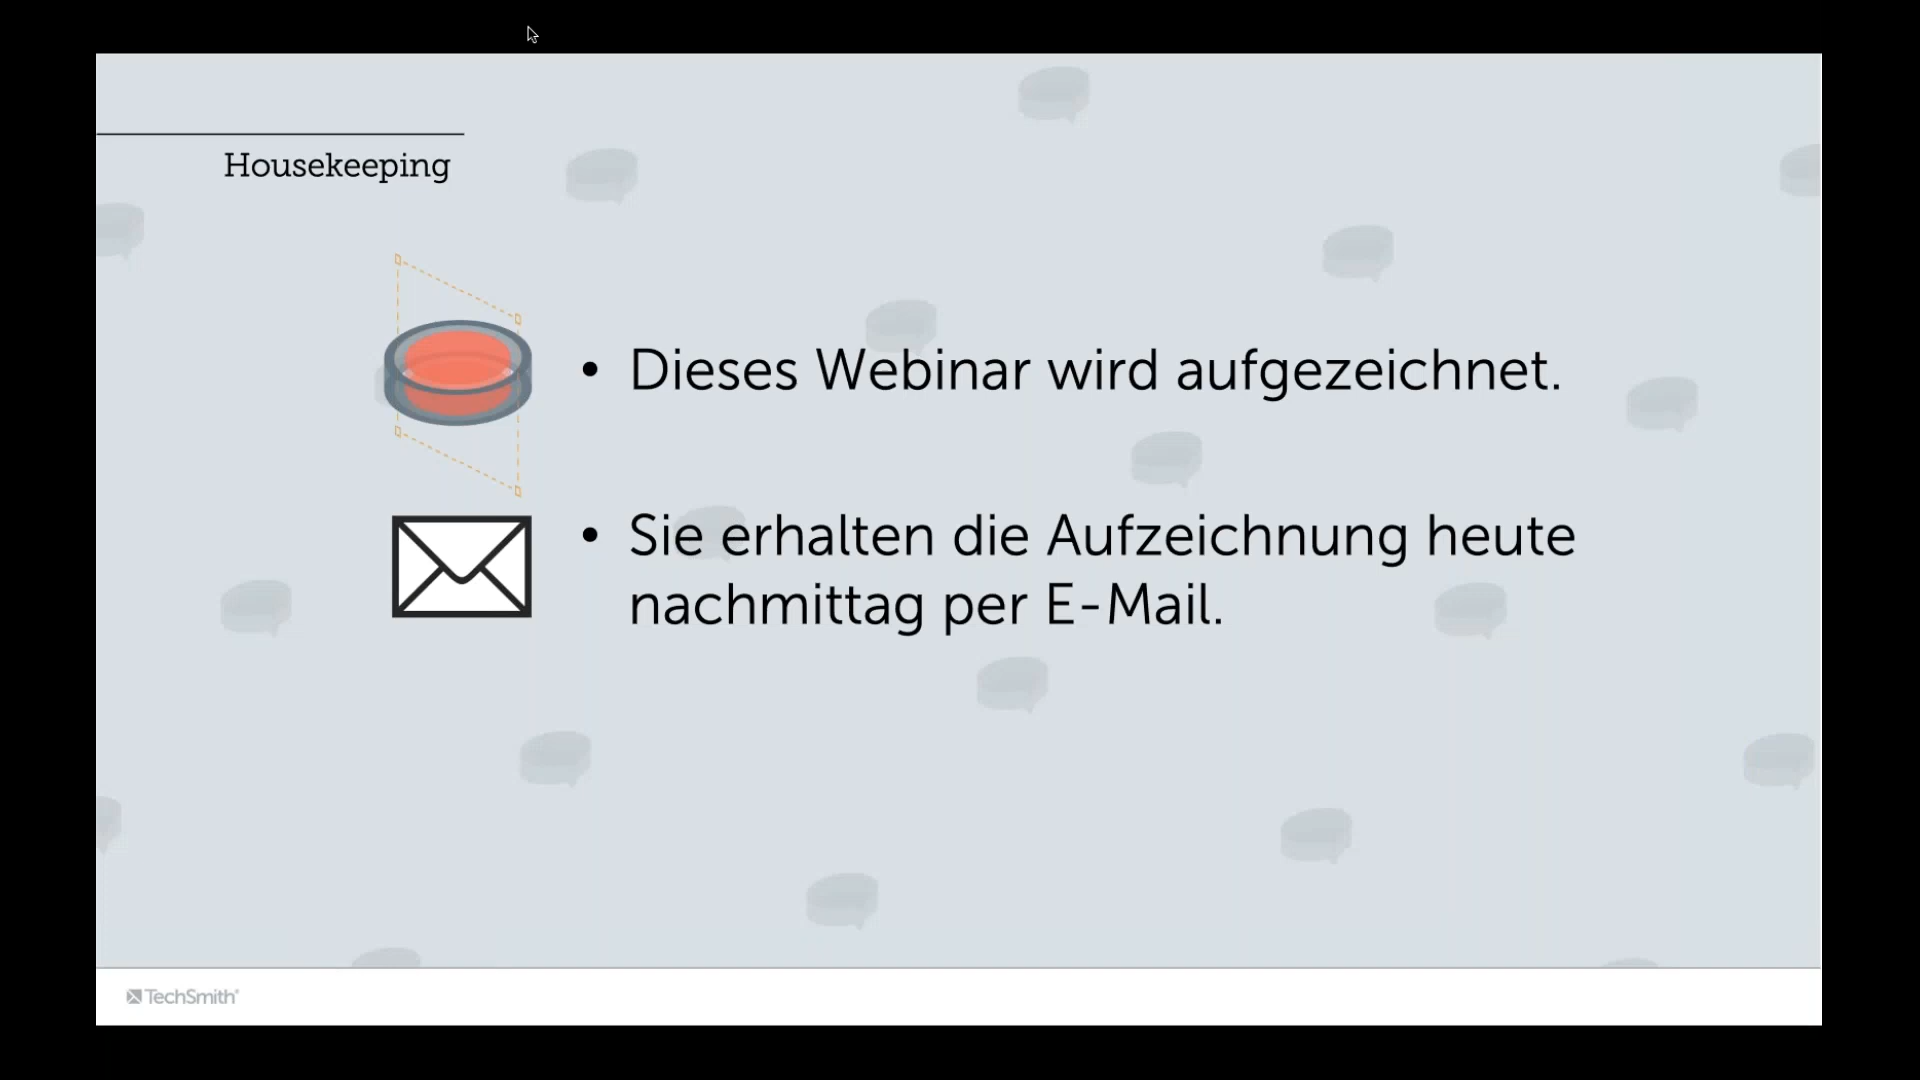 Housekeeping
• Dieses Webinar wird aufgezeichnet.
• Sie erhalten die Aufzeichnung heute
nachmittag per E-Mail.
TechSmith®